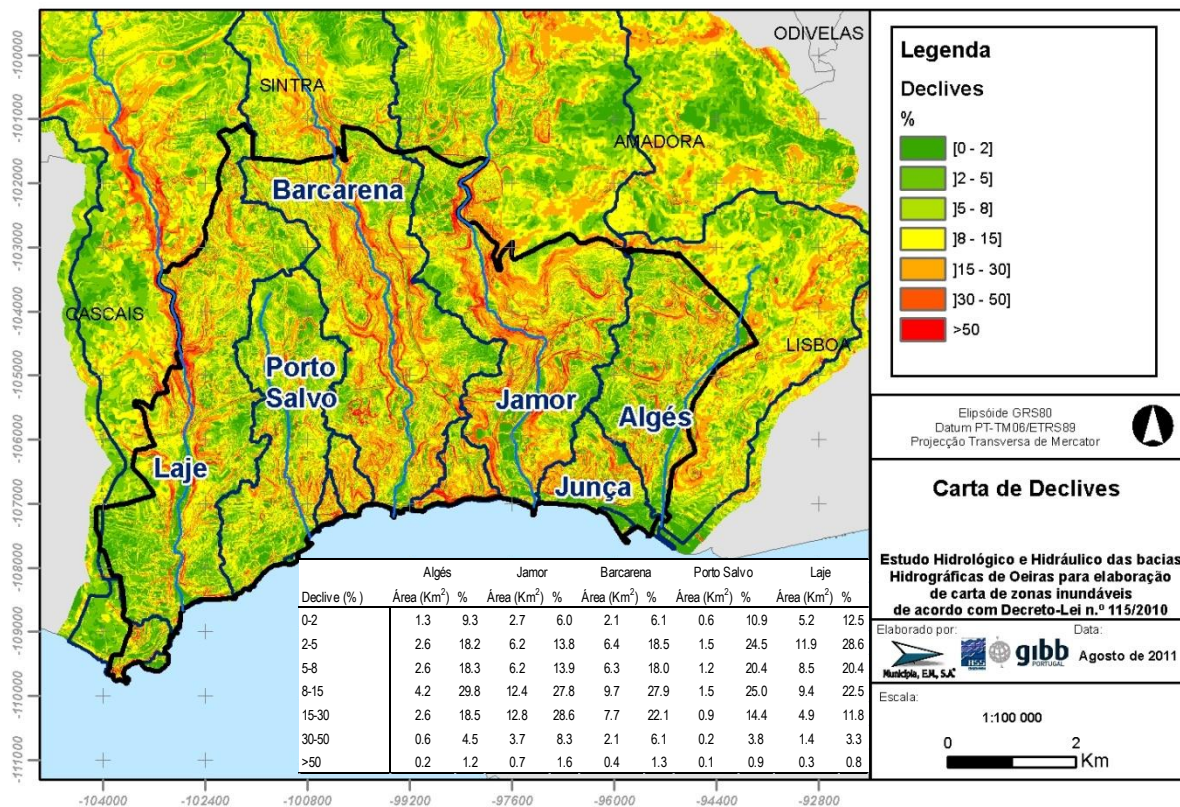 ODIVELAS
SINTRA
AMADORA
Barcarena
CASCAIS
LISBOA
Porto
Salvo
Jamor
Algés
Laje
Junça
-100000
-101000
-102000
-103000
-104000
-105000
-106000
-107000
-108000
-109000
-110000
-111000
-104000 -102400 -100800 -99200 -97600 -96000 -94400 -92800
Algés Jamor Barcarena Porto Salvo Laje
Declive (%) Área (Km²) % Área (Km²) % Área (Km²) % Área (Km²) % Área (Km²) %
0-2 1.3 9.3 2.7 6.0 2.1 6.1 0.6 10.9 5.2 12.5
2-5 2.6 18.2 6.2 13.8 6.4 18.5 1.5 24.5 11.9 28.6
5-8 2.6 18.3 6.2 13.9 6.3 18.0 1.2 20.4 8.5 20.4
8-15 4.2 29.8 12.4 27.8 9.7 27.9 1.5 25.0 9.4 22.5
15-30 2.6 18.5 12.8 28.6 7.7 22.1 0.9 14.4 4.9 11.8
30-50 0.6 4.5 3.7 8.3 2.1 6.1 0.2 3.8 1.4 3.3
>50 0.2 1.2 0.7 1.6 0.4 1.3 0.1 0.9 0.3 0.8
Legenda
Declives
%
[0 - 2]
]2 - 5]
]5 - 8]
]8 - 15]
]15 - 30]
]30 - 50]
>50
Elipsóide GRS80
Datum PT-TM06/ETRS89
Projecção Transversa de Mercator
Carta de Declives
Estudo Hidrológico e Hidráulico das bacias
Hidrográficas de Oeiras para elaboração
de carta de zonas inundáveis
de acordo com Decreto-Lei n.º 115/2010
Elaborado por:
Data:
Municípia, E.M., S.A.
gibb
PORTUGAL
Agosto de 2011
Escala:
1:100 000
0 2
Km